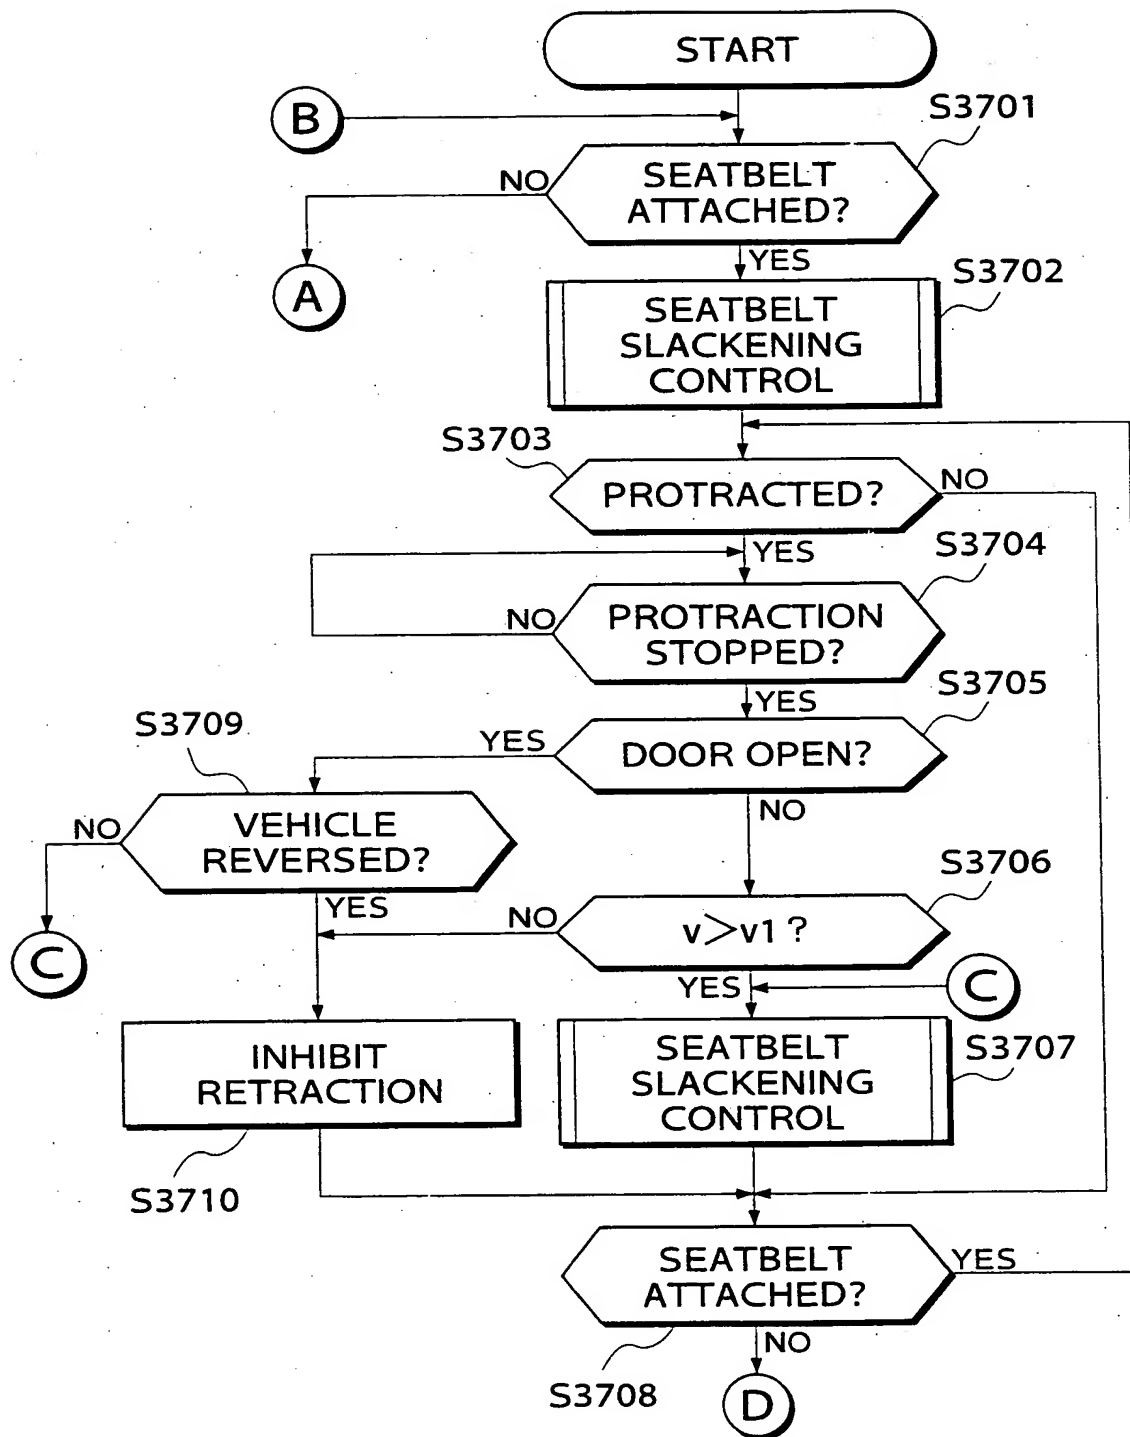 START
B
S3701
SEATBELT
ATTACHED?
NO
A
YES
S3702
SEATBELT
SLACKENING
CONTROL
S3703
PROTRACTED?
NO
YES
S3704
PROTRACTION
STOPPED?
NO
YES
S3705
DOOR OPEN?
YES
NO
S3709
VEHICLE
REVERSED?
NO
YES
C
S3706
v>v1?
NO
YES
C
INHIBIT
RETRACTION
S3710
S3707
SEATBELT
SLACKENING
CONTROL
SEATBELT
ATTACHED?
YES
NO
S3708
D